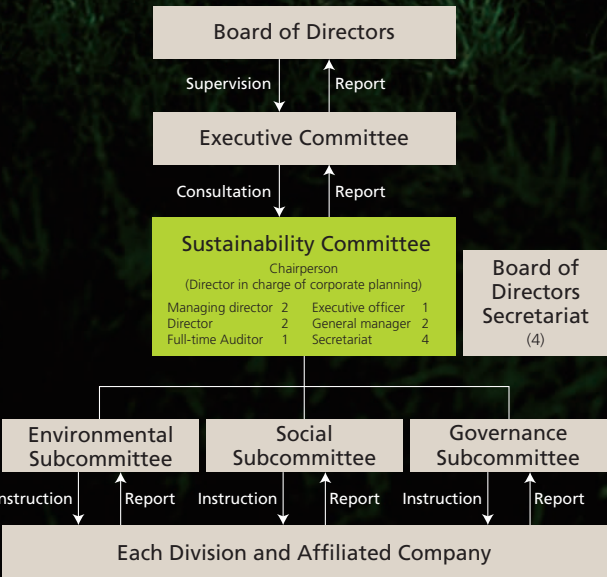 Board of Directors
Supervision
Report
Executive Committee
Consultation
Report
Sustainability Committee
Chairperson
(Director in charge of corporate planning)
Managing director 2 Executive officer 1
Director 2 General manager 2
Full-time Auditor 1 Secretariat 4
Board of
Directors
Secretariat
(4)
Environmental
Subcommittee
Social
Subcommittee
Governance
Subcommittee
nstruction
Report
Instruction
Report
Instruction
Report
Each Division and Affiliated Company